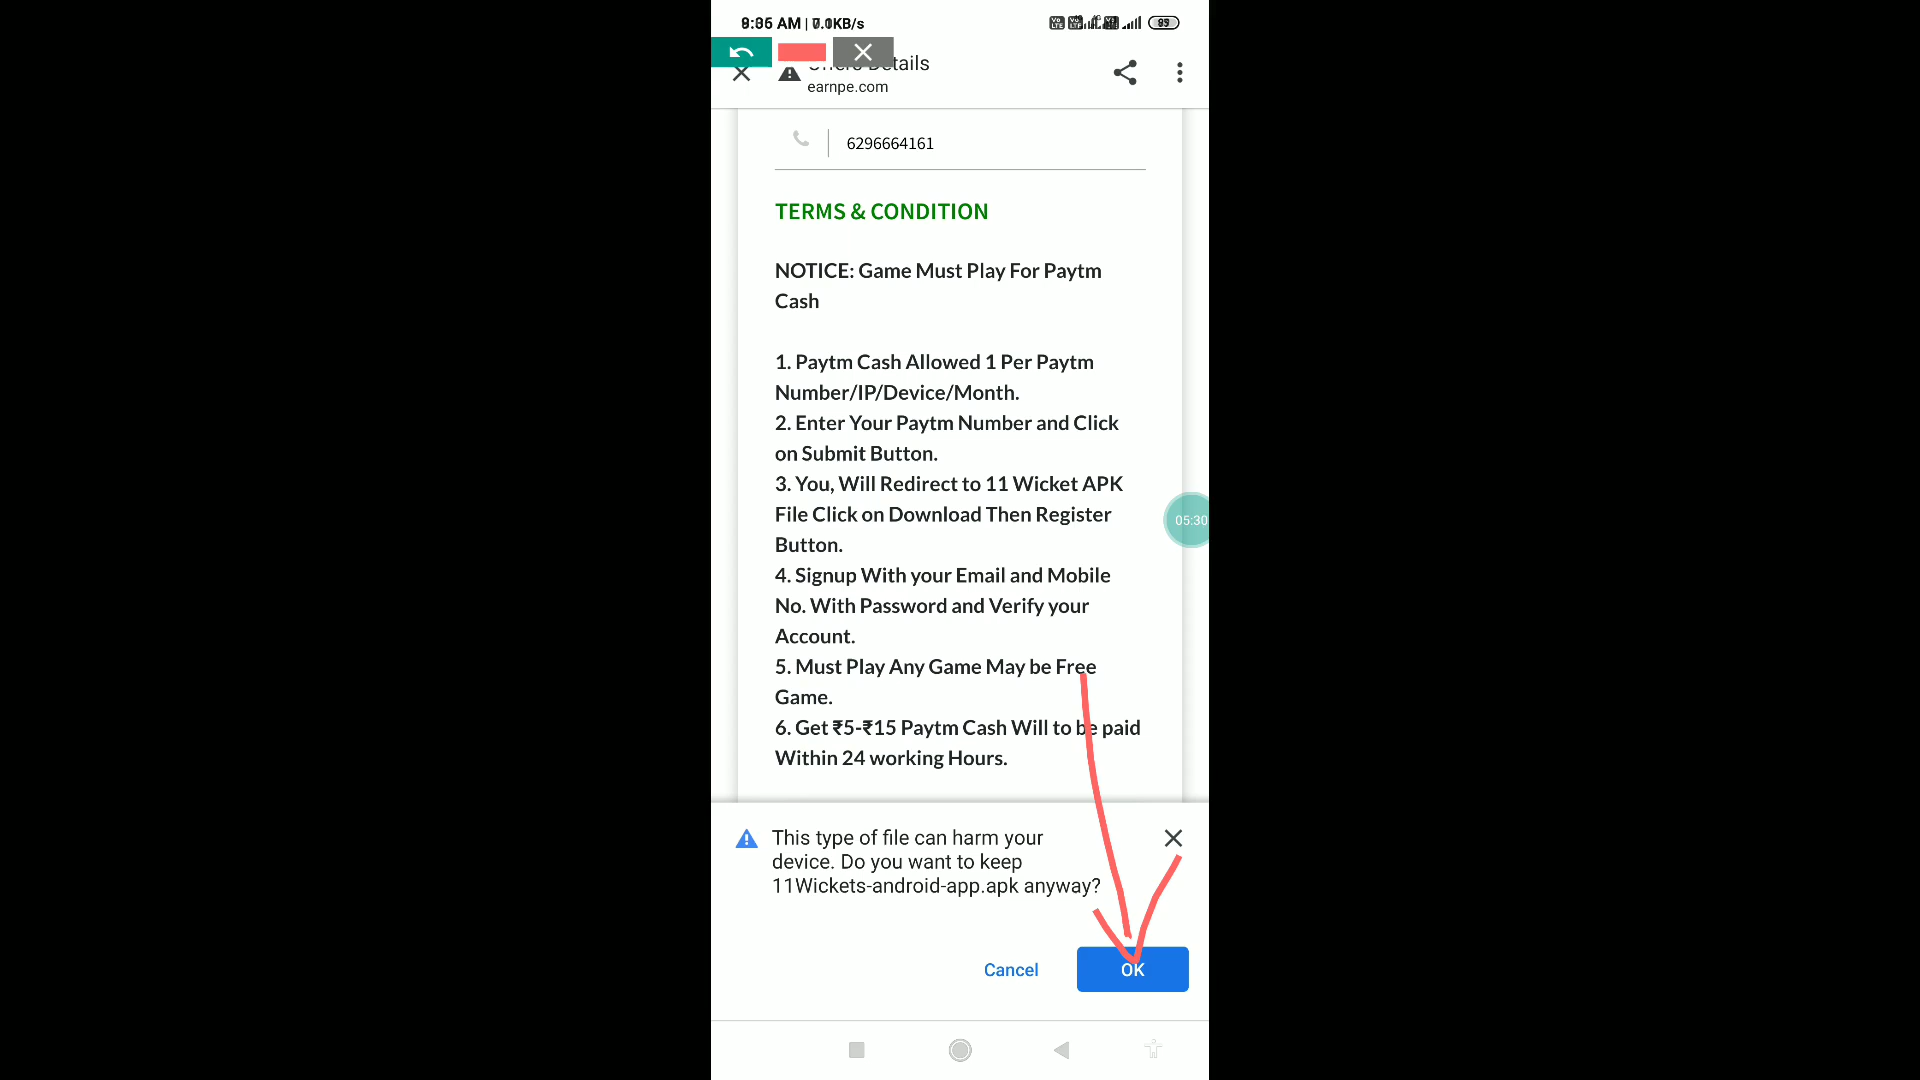 AM |
KB/s
earnpe.com
6296664161
TERMS & CONDITION
NOTICE: Game Must Play For Paytm
Cash
1. Paytm Cash Allowed 1 Per Paytm
Number/IP/Device/Month.
2. Enter Your Paytm Number and Click
on Submit Button.
3. You, Will Redirect to 11 Wicket APK
File Click on Download Then Register
Button.
4. Signup With your Email and Mobile
No. With Password and Verify your
Account.
5. Must Play Any Game May be Free
Game.
6. Get ₹5-₹15 Paytm Cash Will to be paid
Within 24 working Hours.
05:30
This type of file can harm your
device. Do you want to keep
11Wickets-android-app.apk anyway?
Cancel
OK